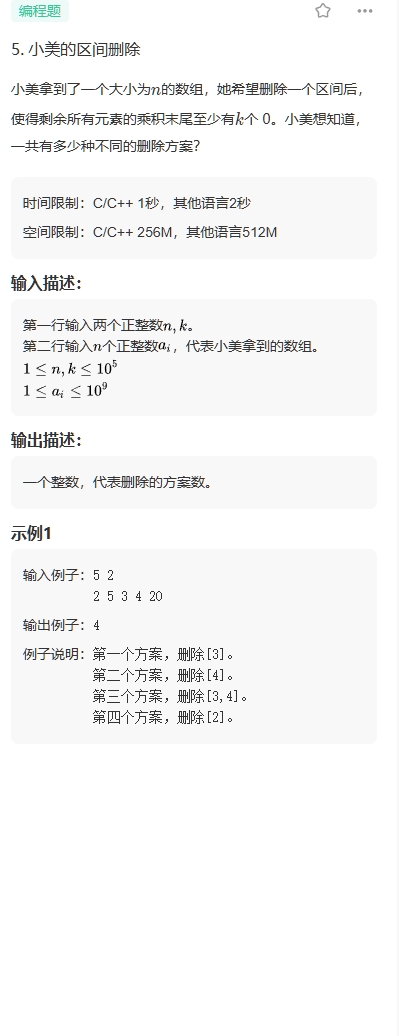 编程题
5. 小美的区间删除
小美拿到了一个大小为n的数组，她希望删除一个区间后，
使得剩余所有元素的乘积末尾至少有k个 0。小美想知道，
一共有多少种不同的删除方案？
时间限制：C/C++ 1秒，其他语言2秒
空间限制：C/C++ 256M，其他语言512M
输入描述：
第一行输入两个正整数n, k。
第二行输入n个正整数aᵢ，代表小美拿到的数组。
1 ≤ n, k ≤ 10⁵
1 ≤ aᵢ ≤ 10⁹
输出描述：
一个整数，代表删除的方案数。
示例1
输入例子：5 2
2 5 3 4 20
输出例子：4
例子说明：第一个方案，删除[3]。
第二个方案，删除[4]。
第三个方案，删除[3,4]。
第四个方案，删除[2]。